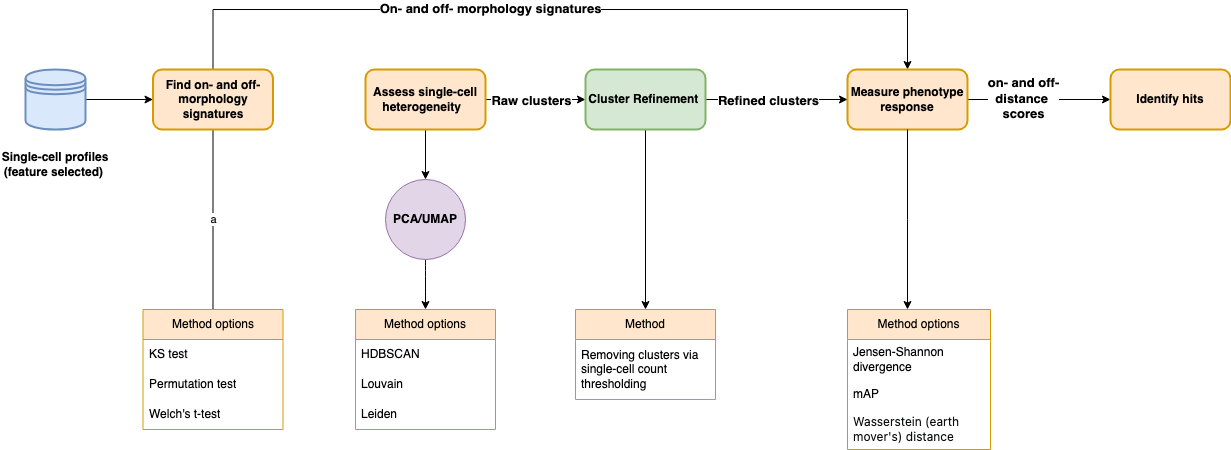 On- and off- morphology signatures
Find on- and off-
morphology
signatures
Assess single-cell
heterogeneity
Raw clusters
Cluster Refinement
Refined clusters
Measure phenotype
response
on- and off-
distance
scores
Identify hits
Single-cell profiles
(feature selected)
a
PCA/UMAP
Method options
KS test
Permutation test
Welch's t-test
Method options
HDBSCAN
Louvain
Leiden
Method
Removing clusters via
single-cell count
thresholding
Method options
Jensen-Shannon
divergence
mAP
Wasserstein (earth
mover's) distance